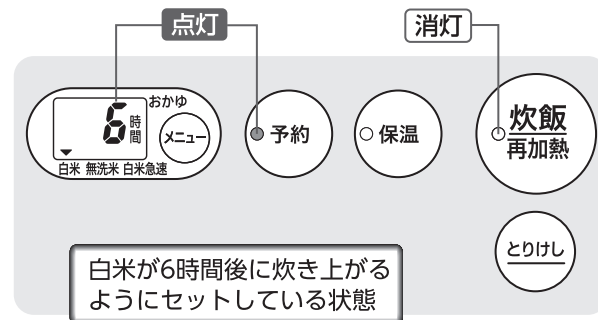 点灯
消灯
6時間
おかゆ
メニュー
白米 無洗米 白米急速
予約
保温
炊飯
再加熱
とりけし
白米が6時間後に炊き上がる
ようにセットしている状態